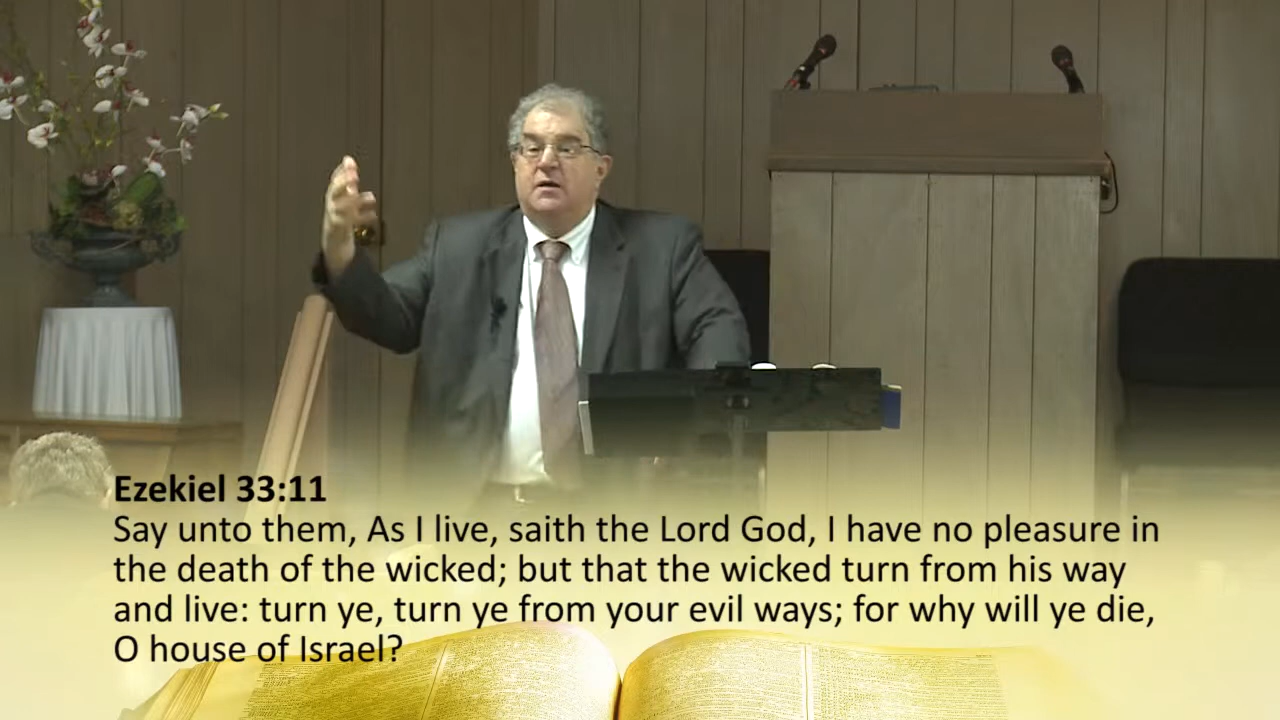 Ezekiel 33:11
Say unto them, As I live, saith the Lord God, I have no pleasure in
the death of the wicked; but that the wicked turn from his way
and live: turn ye, turn ye from your evil ways; for why will ye die,
O house of Israel?